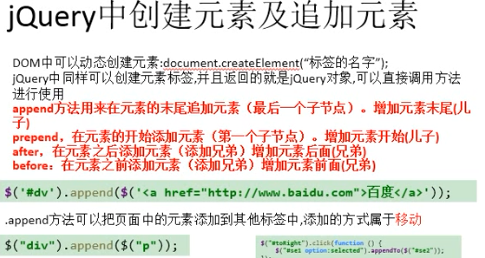 jQuery中创建元素及追加元素
DOM中可以动态创建元素:document.createElement(“标签的名字”);
jQuery中同样可以创建元素标签,并且返回的就是jQuery对象,可以直接调用方法
进行使用
append方法用来在元素的末尾追加元素（最后一个子节点）。增加元素末尾(儿
子)
prepend，在元素的开始添加元素（第一个子节点）。增加元素开始(儿子)
after，在元素之后添加元素（添加兄弟）增加元素后面(兄弟)
before：在元素之前添加元素（添加兄弟）增加元素前面(兄弟)
$('#dv').append($('<a href="http://www.baidu.com">百度</a>'));
.append方法可以把页面中的元素添加到其他标签中,添加的方式属于移动
$("div").append($("p"));
$("#toRight").click(function () {
$("#se1 option:selected").appendTo($("#se2"));